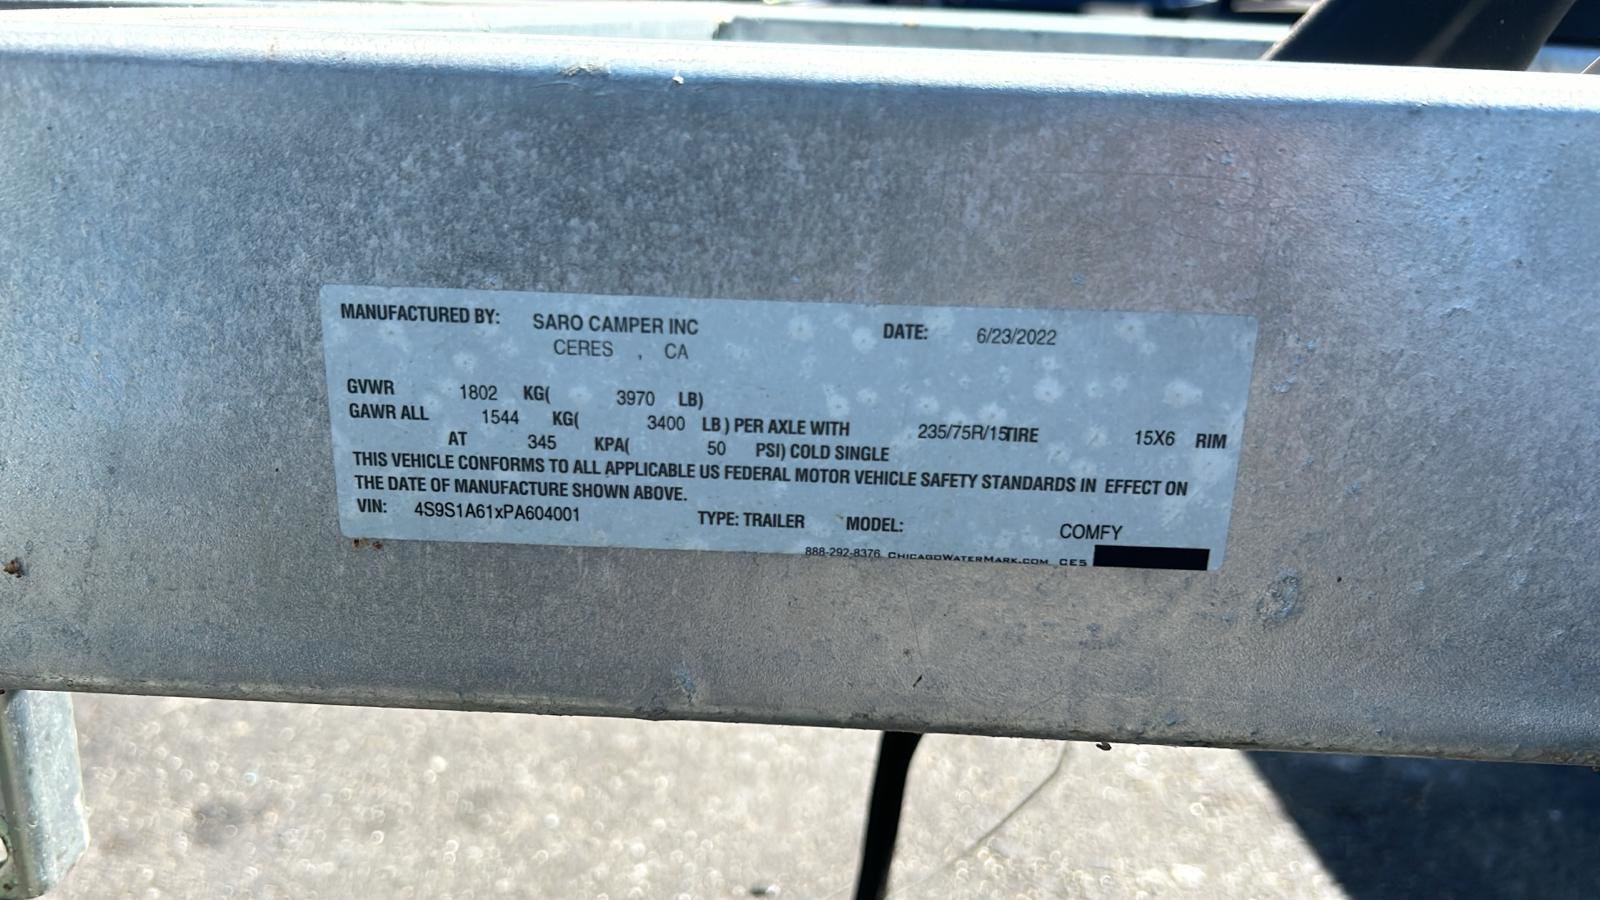 MANUFACTURED BY: SARO CAMPER INC DATE: 6/23/2022
CERES , CA
GVWR 1802 KG( 3970 LB)
GAWR ALL 1544 KG( 3400 LB) PER AXLE WITH 235/75R/15TIRE 15X6 RIM
AT 345 KPA( 50 PSI) COLD SINGLE
THIS VEHICLE CONFORMS TO ALL APPLICABLE US FEDERAL MOTOR VEHICLE SAFETY STANDARDS IN EFFECT ON
THE DATE OF MANUFACTURE SHOWN ABOVE.
VIN: 4S9S1A61xPA604001 TYPE: TRAILER MODEL: COMFY
888-292-8376 CHICAGOWATERMARK.COM CE5